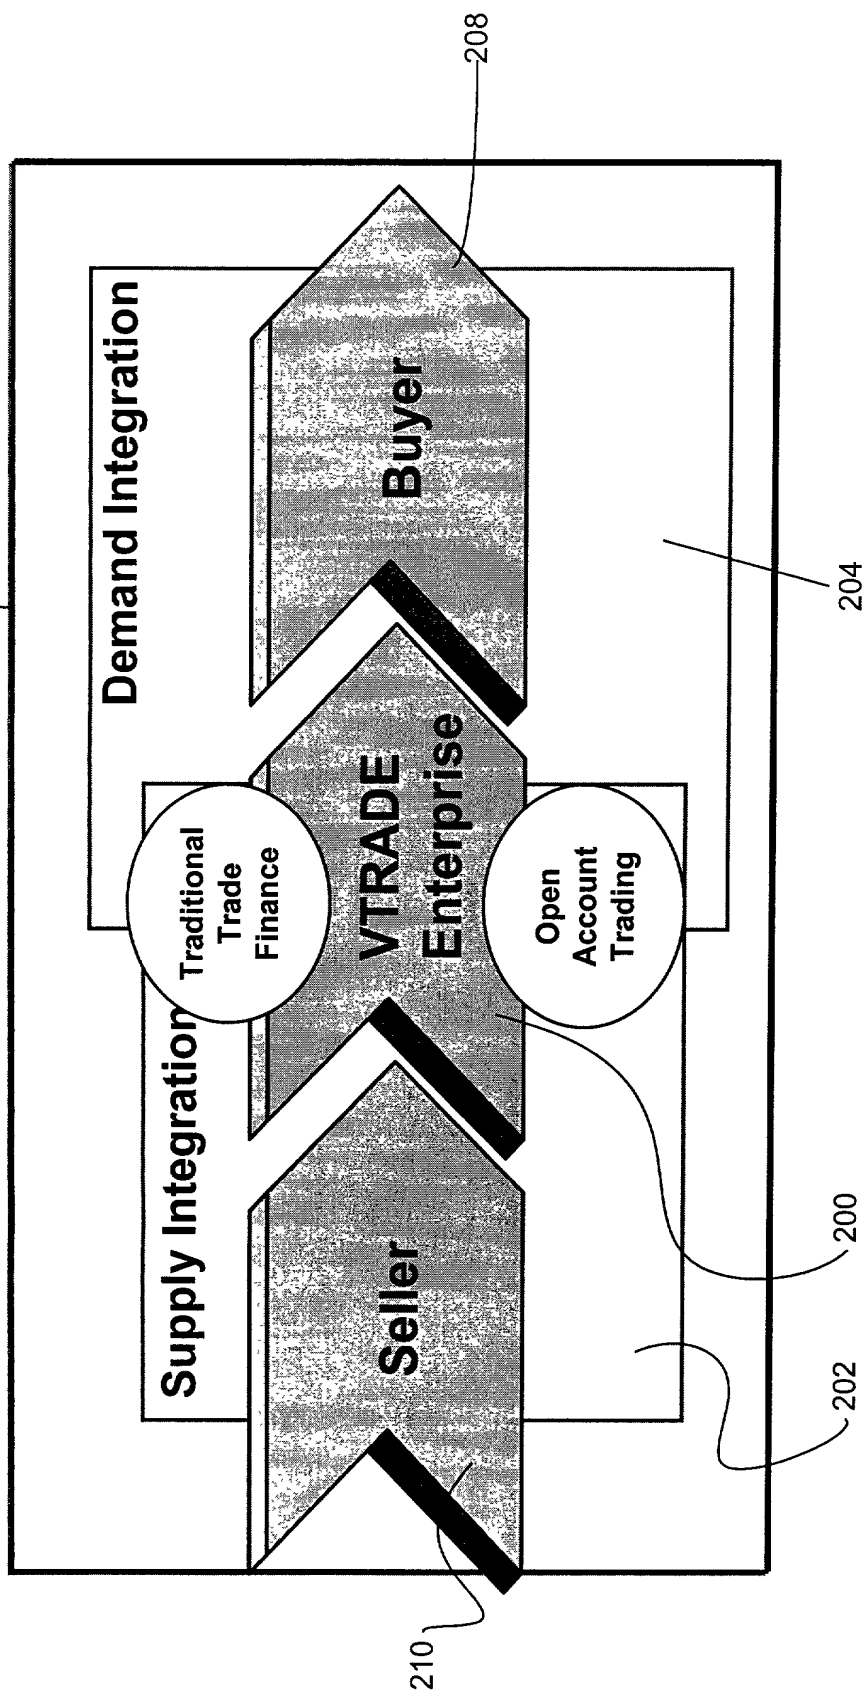 Demand Integration
Supply Integration
Traditional
Trade
Finance
Seller
VTRADE
Enterprise
Buyer
Open
Account
Trading
210
202
200
204
208